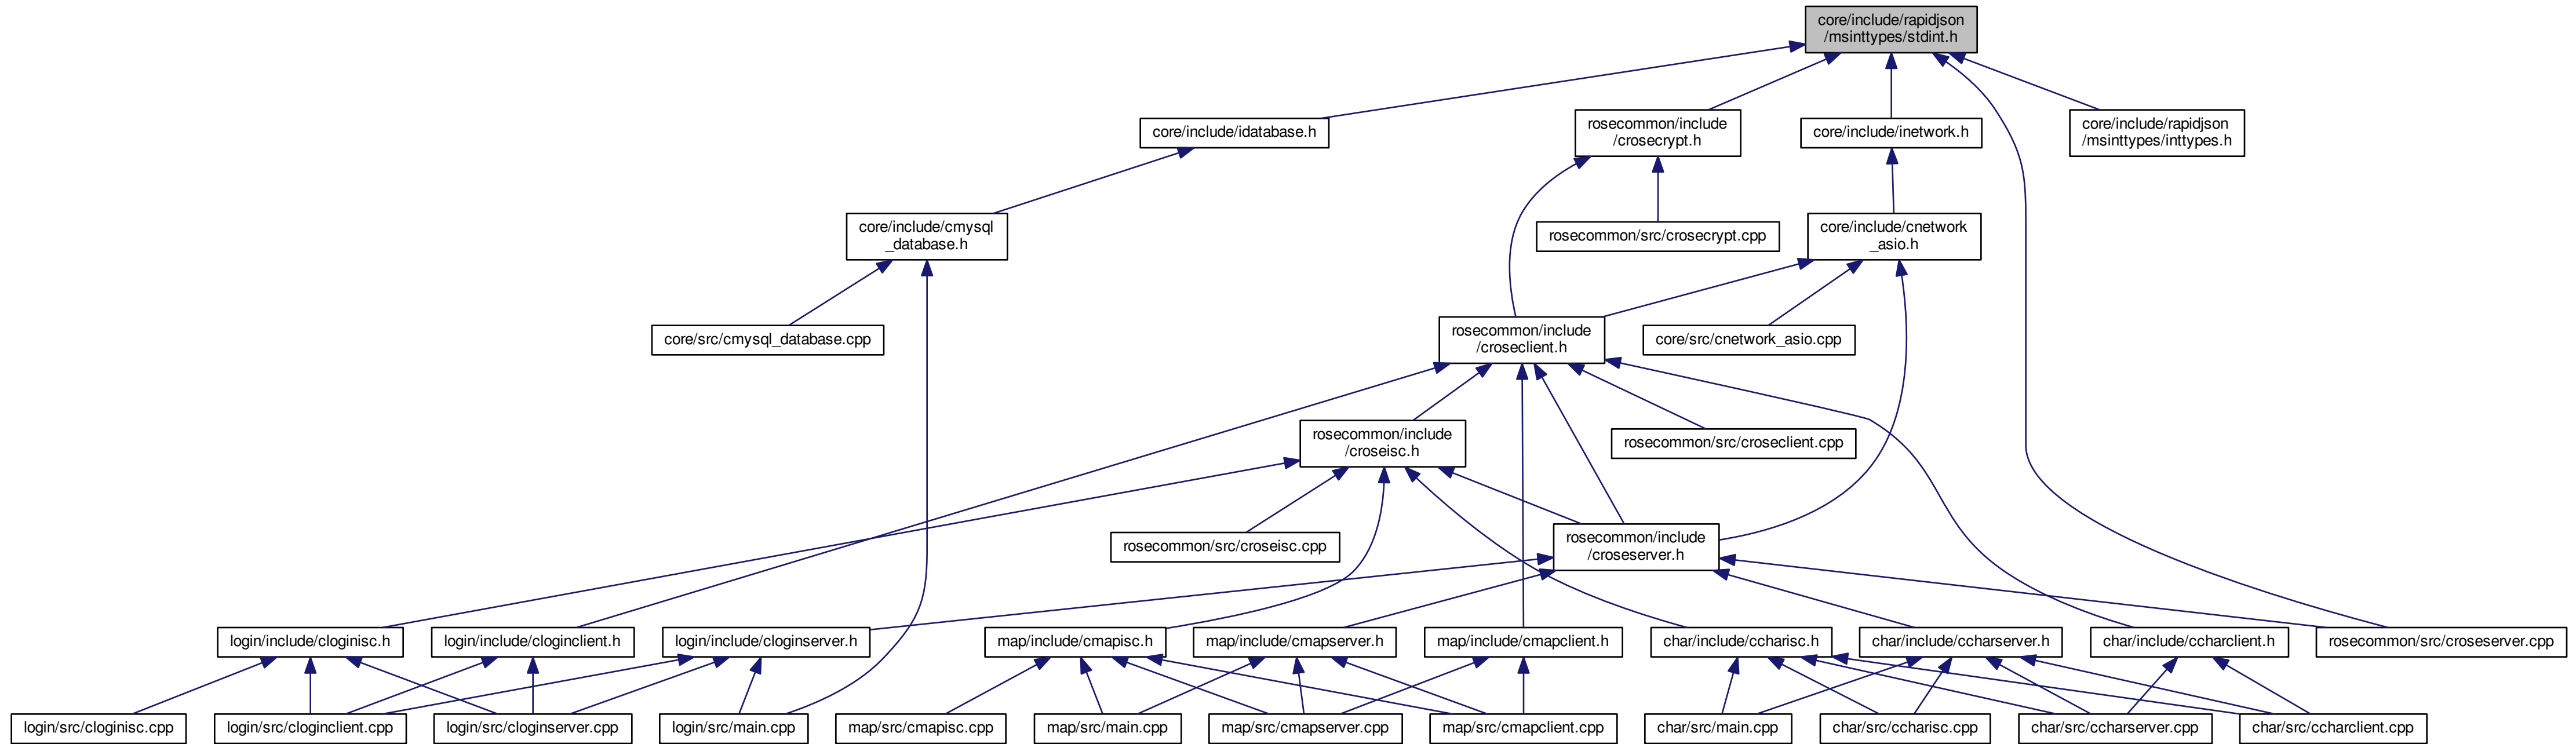 core/include/rapidjson
/msinttypes/stdint.h
core/include/idatabase.h
rosecommon/include
/crosecrypt.h
core/include/inetwork.h
core/include/rapidjson
/msinttypes/inttypes.h
core/include/cmysql
_database.h
rosecommon/src/crosecrypt.cpp
core/include/cnetwork
_asio.h
core/src/cmysql_database.cpp
rosecommon/include
/croseclient.h
core/src/cnetwork_asio.cpp
rosecommon/include
/croseisc.h
rosecommon/src/croseclient.cpp
rosecommon/src/croseisc.cpp
rosecommon/include
/croseserver.h
login/include/cloginisc.h
login/include/cloginclient.h
login/include/cloginserver.h
map/include/cmapisc.h
map/include/cmapserver.h
map/include/cmapclient.h
char/include/ccharisc.h
char/include/ccharserver.h
char/include/ccharclient.h
rosecommon/src/croseserver.cpp
login/src/cloginisc.cpp
login/src/cloginclient.cpp
login/src/cloginserver.cpp
login/src/main.cpp
map/src/cmapisc.cpp
map/src/main.cpp
map/src/cmapserver.cpp
map/src/cmapclient.cpp
char/src/main.cpp
char/src/ccharisc.cpp
char/src/ccharserver.cpp
char/src/ccharclient.cpp